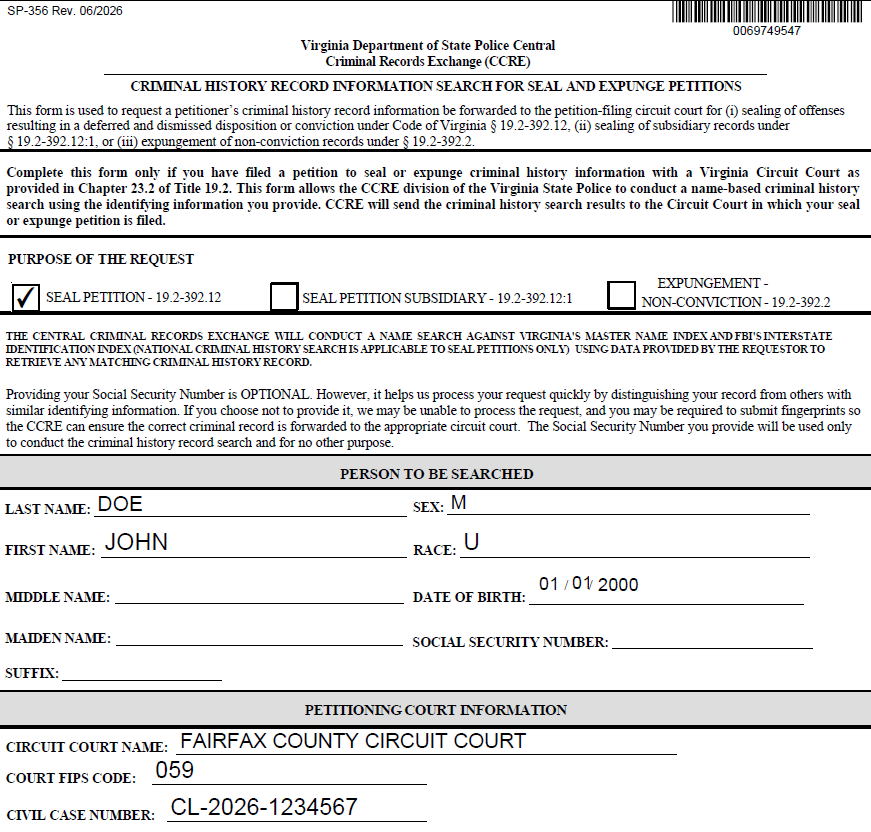 SP-356 Rev. 06/2026
0069749547
Virginia Department of State Police Central
Criminal Records Exchange (CCRE)
CRIMINAL HISTORY RECORD INFORMATION SEARCH FOR SEAL AND EXPUNGE PETITIONS
This form is used to request a petitioner's criminal history record information be forwarded to the petition-filing circuit court for (i) sealing of offenses
resulting in a deferred and dismissed disposition or conviction under Code of Virginia § 19.2-392.12, (ii) sealing of subsidiary records under
§ 19.2-392.12:1, or (iii) expungement of non-conviction records under § 19.2-392.2.
Complete this form only if you have filed a petition to seal or expunge criminal history information with a Virginia Circuit Court as
provided in Chapter 23.2 of Title 19.2. This form allows the CCRE division of the Virginia State Police to conduct a name-based criminal history
search using the identifying information you provide. CCRE will send the criminal history search results to the Circuit Court in which your seal
or expunge petition is filed.
PURPOSE OF THE REQUEST
✓ SEAL PETITION - 19.2-392.12 SEAL PETITION SUBSIDIARY - 19.2-392.12:1 EXPUNGEMENT -
NON-CONVICTION - 19.2-392.2
THE CENTRAL CRIMINAL RECORDS EXCHANGE WILL CONDUCT A NAME SEARCH AGAINST VIRGINIA'S MASTER NAME INDEX AND FBI'S INTERSTATE
IDENTIFICATION INDEX (NATIONAL CRIMINAL HISTORY SEARCH IS APPLICABLE TO SEAL PETITIONS ONLY) USING DATA PROVIDED BY THE REQUESTOR TO
RETRIEVE ANY MATCHING CRIMINAL HISTORY RECORD.
Providing your Social Security Number is OPTIONAL. However, it helps us process your request quickly by distinguishing your record from others with
similar identifying information. If you choose not to provide it, we may be unable to process the request, and you may be required to submit fingerprints so
the CCRE can ensure the correct criminal record is forwarded to the appropriate circuit court. The Social Security Number you provide will be used only
to conduct the criminal history record search and for no other purpose.
PERSON TO BE SEARCHED
LAST NAME: DOE SEX: M
FIRST NAME: JOHN RACE: U
MIDDLE NAME: DATE OF BIRTH: 01 / 01/ 2000
MAIDEN NAME: SOCIAL SECURITY NUMBER:
SUFFIX:
PETITIONING COURT INFORMATION
CIRCUIT COURT NAME: FAIRFAX COUNTY CIRCUIT COURT
COURT FIPS CODE: 059
CIVIL CASE NUMBER: CL-2026-1234567